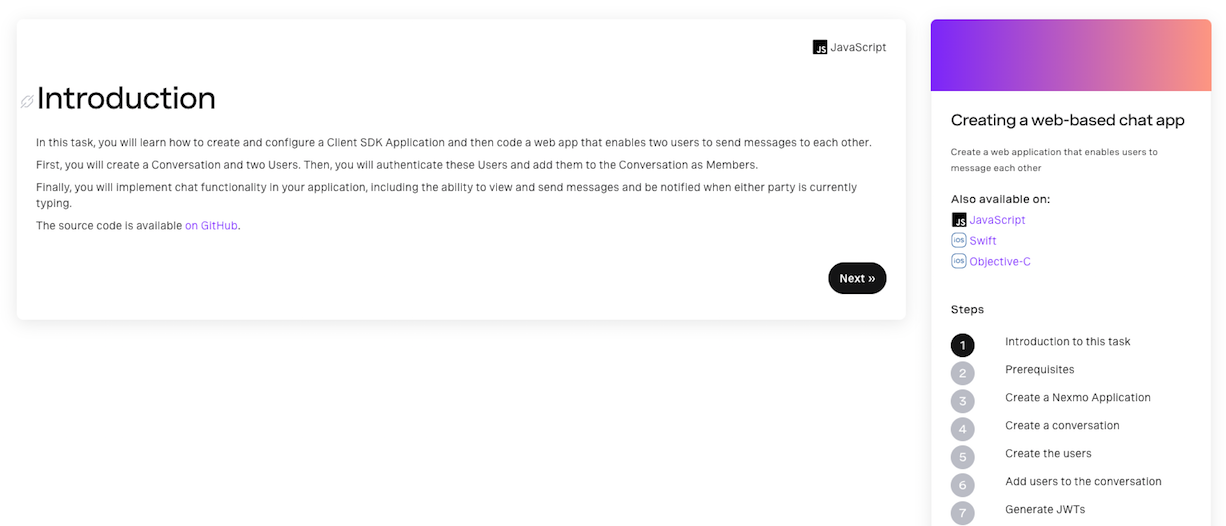 JS JavaScript
Introduction
In this task, you will learn how to create and configure a Client SDK Application and then code a web app that enables two users to send messages to each other.
First, you will create a Conversation and two Users. Then, you will authenticate these Users and add them to the Conversation as Members.
Finally, you will implement chat functionality in your application, including the ability to view and send messages and be notified when either party is currently
typing.
The source code is available on GitHub.
Next »
Creating a web-based chat app
Create a web application that enables users to
message each other
Also available on:
JS JavaScript
iOS Swift
iOS Objective-C
Steps
1 Introduction to this task
2 Prerequisites
3 Create a Nexmo Application
4 Create a conversation
5 Create the users
6 Add users to the conversation
7 Generate JWTs